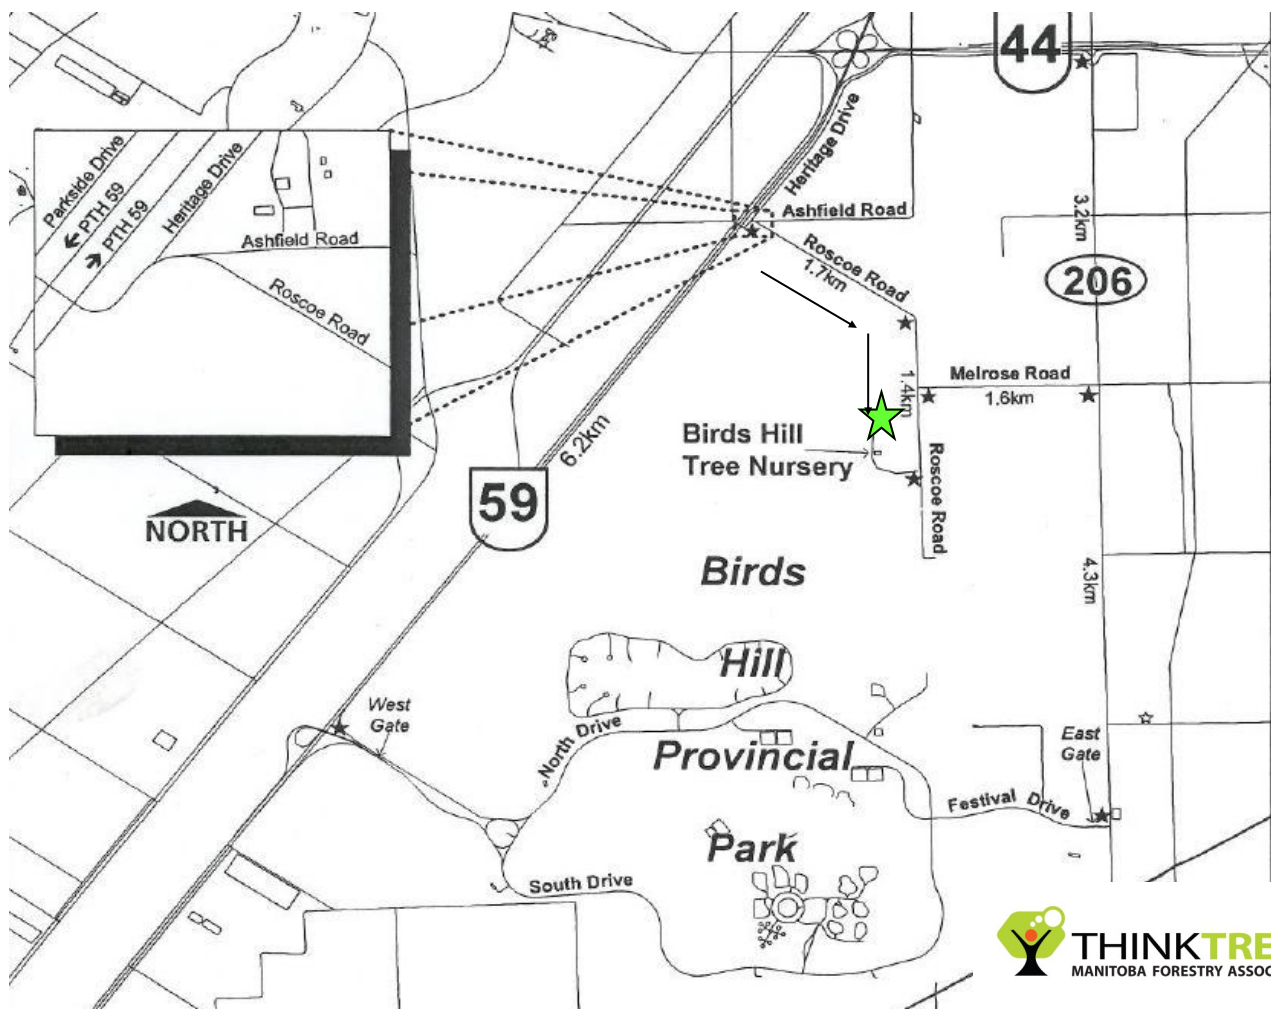 44
Heritage Drive
Parkside Drive
PTH 59
PTH 59
Heritage Drive
Ashfield Road
Roscoe Road
Ashfield Road
Roscoe Road
1.7km
3.2km
206
1.4km
Melrose Road
1.6km
Birds Hill
Tree Nursery
Roscoe Road
6.2km
59
NORTH
4.3km
Birds
Hill
Provincial
Park
West
Gate
North Drive
East
Gate
Festival Drive
South Drive
THINKTRE
MANITOBA FORESTRY ASSOC